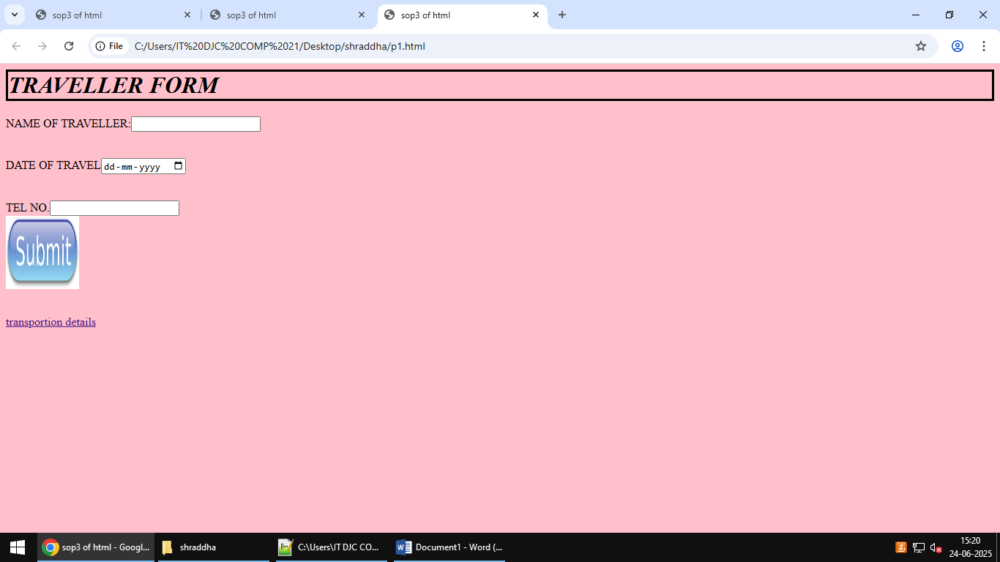 sop3 of html
sop3 of html
sop3 of html
File
C:/Users/IT%20DJC%20COMP%2021/Desktop/shraddha/p1.html
TRAVELLER FORM
NAME OF TRAVELLER:
DATE OF TRAVEL dd-mm-yyyy
TEL NO.
Submit
transportion details
sop3 of html - Googl...
shraddha
C:\Users\IT DJC CO...
Document1 - Word (...
15:20
24-06-2025